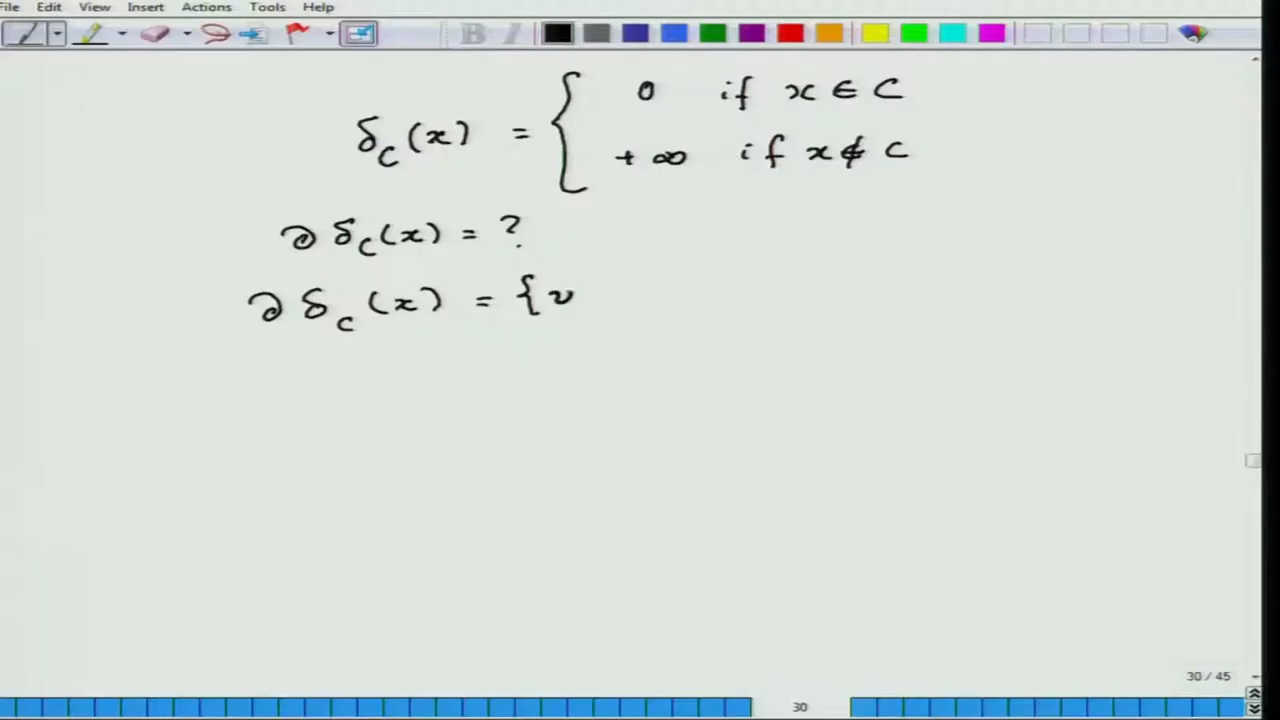 File Edit View Insert Actions Tools Help
B I
δ_C(x) = { 0 if x ∈ C
+∞ if x ∉ C
∂ δ_C(x) = ?
∂ δ_C(x) = {v
30 / 45
30